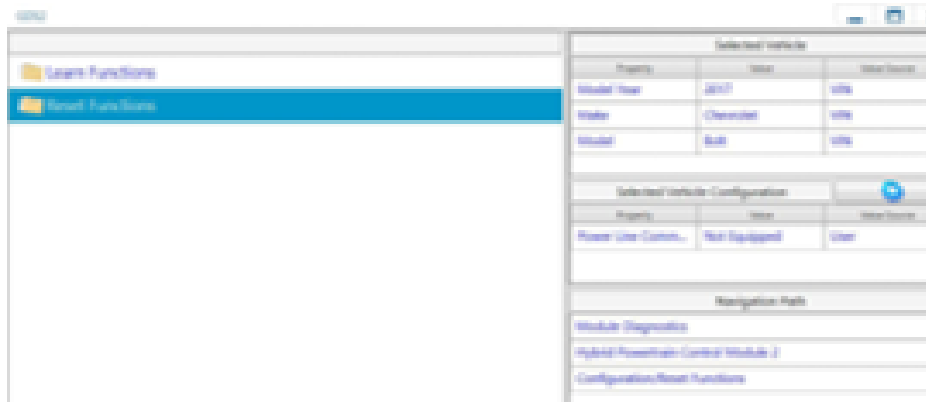 GDS2
Learn Functions
Reset Functions
Selected Vehicle
Property Value Value Source
Model Year 2017 VIN
Make Chevrolet VIN
Model Bolt VIN
Selected Vehicle Configuration
Property Value Value Source
Power Line Comm... Not Equipped User
Navigation Path
Module Diagnostics
Hybrid Powertrain Control Module 2
Configuration/Reset Functions